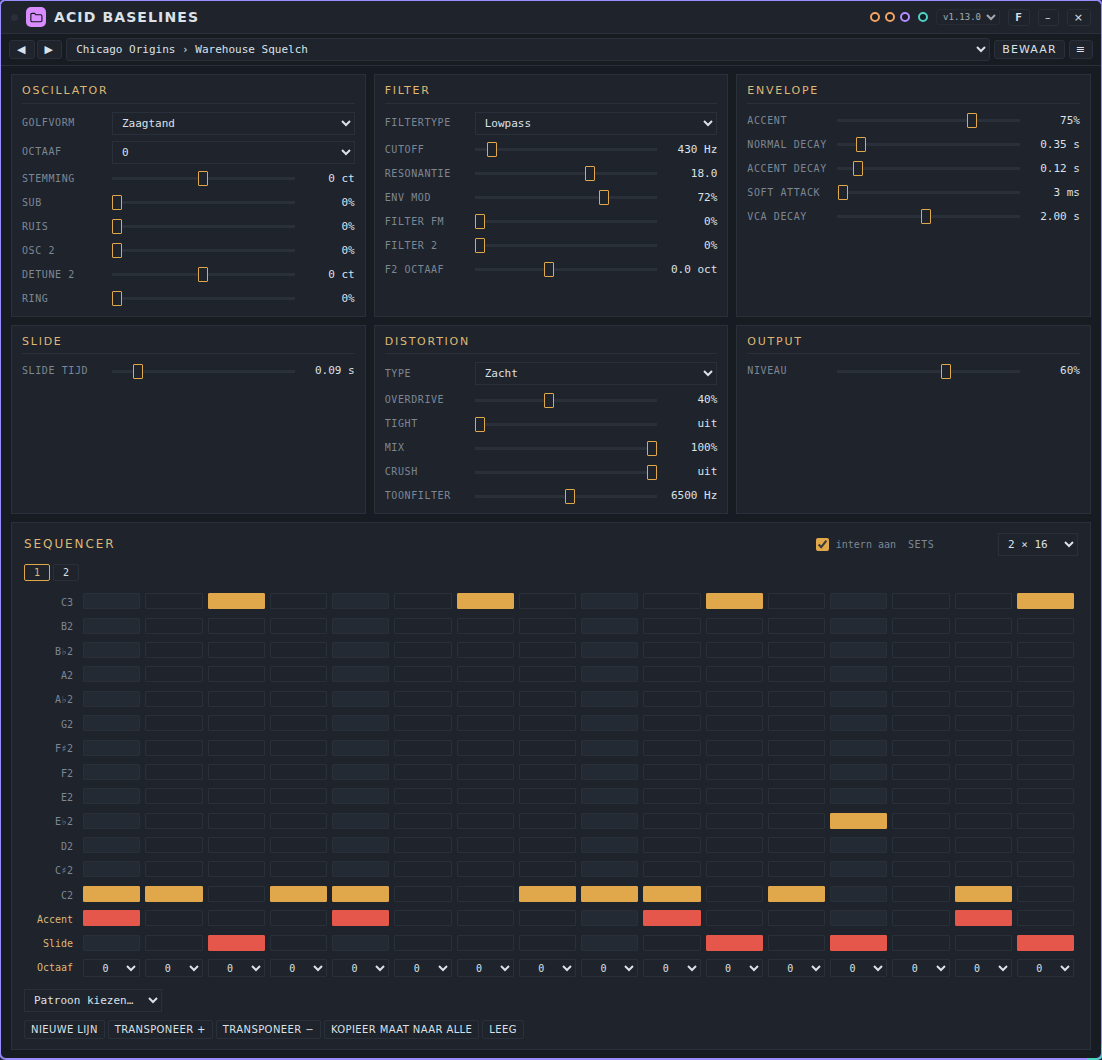 ACID BASELINES v1.13.0 F – ×
◀ ▶ Chicago Origins › Warehouse Squelch BEWAAR ≡
OSCILLATOR
GOLFVORM Zaagtand
OCTAAF 0
STEMMING 0 ct
SUB 0%
RUIS 0%
OSC 2 0%
DETUNE 2 0 ct
RING 0%
FILTER
FILTERTYPE Lowpass
CUTOFF 430 Hz
RESONANTIE 18.0
ENV MOD 72%
FILTER FM 0%
FILTER 2 0%
F2 OCTAAF 0.0 oct
ENVELOPE
ACCENT 75%
NORMAL DECAY 0.35 s
ACCENT DECAY 0.12 s
SOFT ATTACK 3 ms
VCA DECAY 2.00 s
SLIDE
SLIDE TIJD 0.09 s
DISTORTION
TYPE Zacht
OVERDRIVE 40%
TIGHT uit
MIX 100%
CRUSH uit
TOONFILTER 6500 Hz
OUTPUT
NIVEAU 60%
SEQUENCER intern aan SETS 2 × 16
1 2
C3
B2
B♭2
A2
A♭2
G2
F♯2
F2
E2
E♭2
D2
C♯2
C2
Accent
Slide
Octaaf 0 0 0 0 0 0 0 0 0 0 0 0 0 0 0 0
Patroon kiezen…
NIEUWE LIJN TRANSPONEER + TRANSPONEER − KOPIEER MAAT NAAR ALLE LEEG